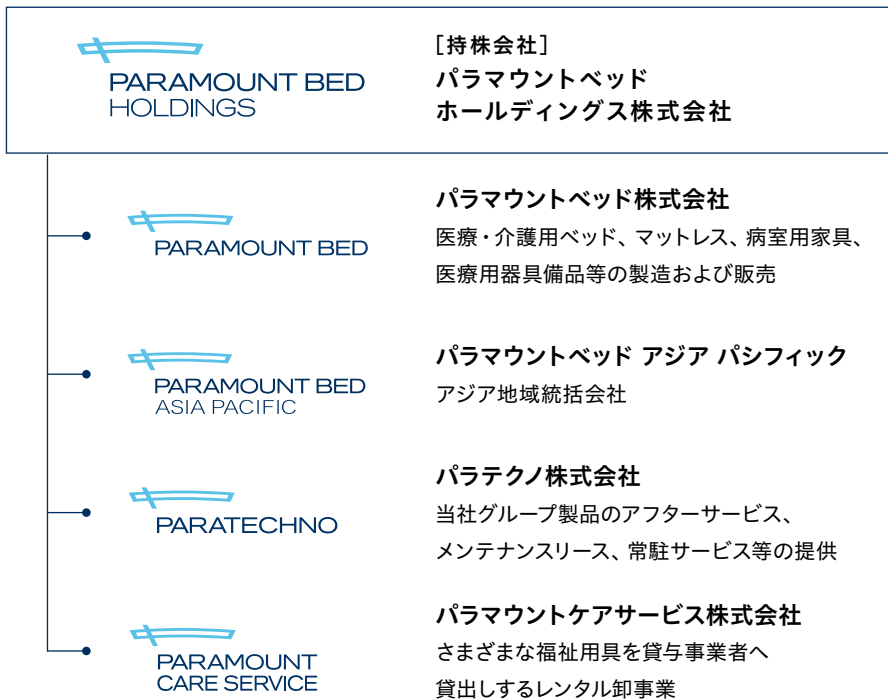 PARAMOUNT BED
HOLDINGS
［持株会社］
パラマウントベッド
ホールディングス株式会社
PARAMOUNT BED
パラマウントベッド株式会社
医療・介護用ベッド、マットレス、病室用家具、
医療用器具備品等の製造および販売
PARAMOUNT BED
ASIA PACIFIC
パラマウントベッド アジア パシフィック
アジア地域統括会社
PARATECHNO
パラテクノ株式会社
当社グループ製品のアフターサービス、
メンテナンスリース、常駐サービス等の提供
PARAMOUNT
CARE SERVICE
パラマウントケアサービス株式会社
さまざまな福祉用具を貸与事業者へ
貸出しするレンタル卸事業